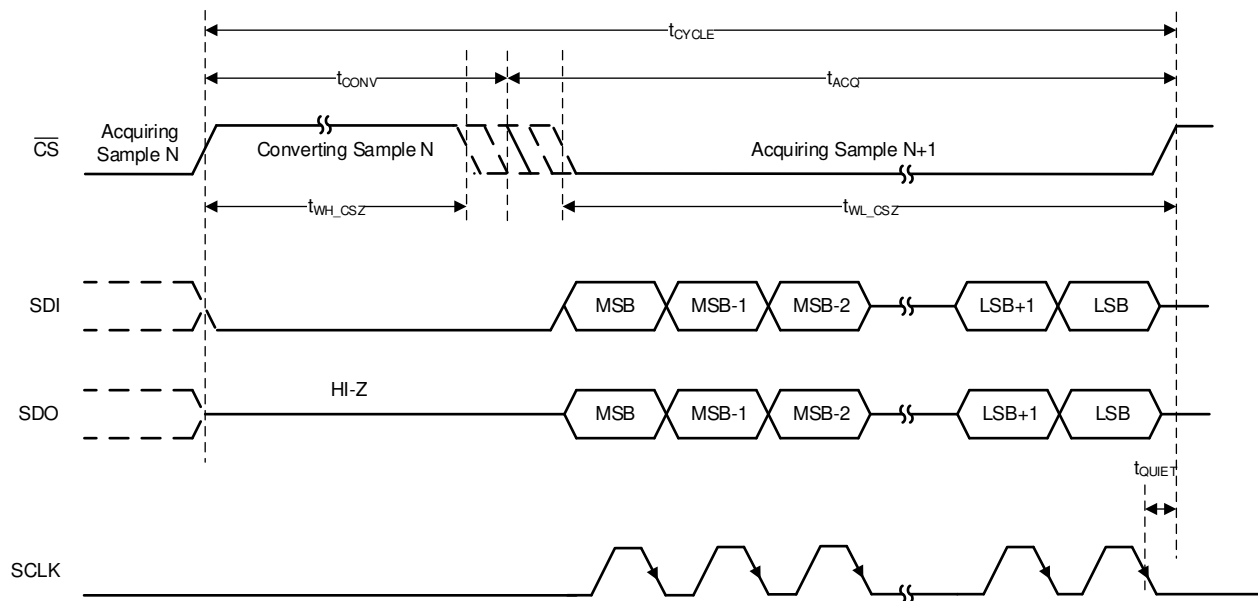 tCYCLE
tCONV
tACQ
CS
Acquiring
Sample N
Converting Sample N
Acquiring Sample N+1
tWH_CSZ
tWL_CSZ
SDI
MSB
MSB-1
MSB-2
LSB+1
LSB
HI-Z
SDO
MSB
MSB-1
MSB-2
LSB+1
LSB
tQUIET
SCLK